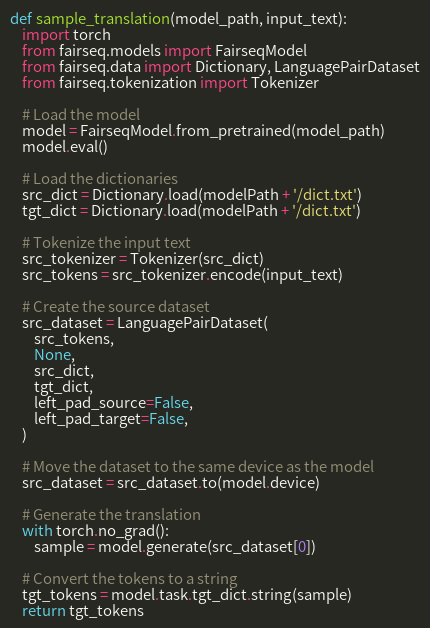 def sample_translation(model_path, input_text):
import torch
from fairseq.models import FairseqModel
from fairseq.data import Dictionary, LanguagePairDataset
from fairseq.tokenization import Tokenizer
# Load the model
model = FairseqModel.from_pretrained(model_path)
model.eval()
# Load the dictionaries
src_dict = Dictionary.load(modelPath + '/dict.txt')
tgt_dict = Dictionary.load(modelPath + '/dict.txt')
# Tokenize the input text
src_tokenizer = Tokenizer(src_dict)
src_tokens = src_tokenizer.encode(input_text)
# Create the source dataset
src_dataset = LanguagePairDataset(
src_tokens,
None,
src_dict,
tgt_dict,
left_pad_source=False,
left_pad_target=False,
)
# Move the dataset to the same device as the model
src_dataset = src_dataset.to(model.device)
# Generate the translation
with torch.no_grad():
sample = model.generate(src_dataset[0])
# Convert the tokens to a string
tgt_tokens = model.task.tgt_dict.string(sample)
return tgt_tokens